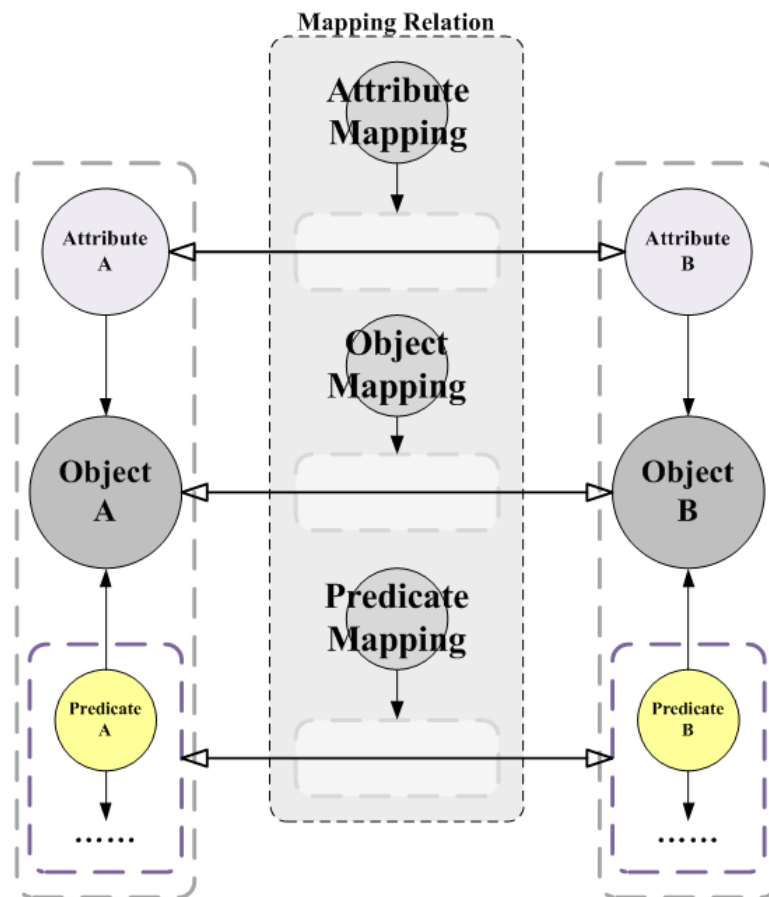 Mapping Relation
Attribute
Mapping
Attribute
A
Attribute
B
Object
Mapping
Object
A
Object
B
Predicate
Mapping
Predicate
A
Predicate
B
......
......